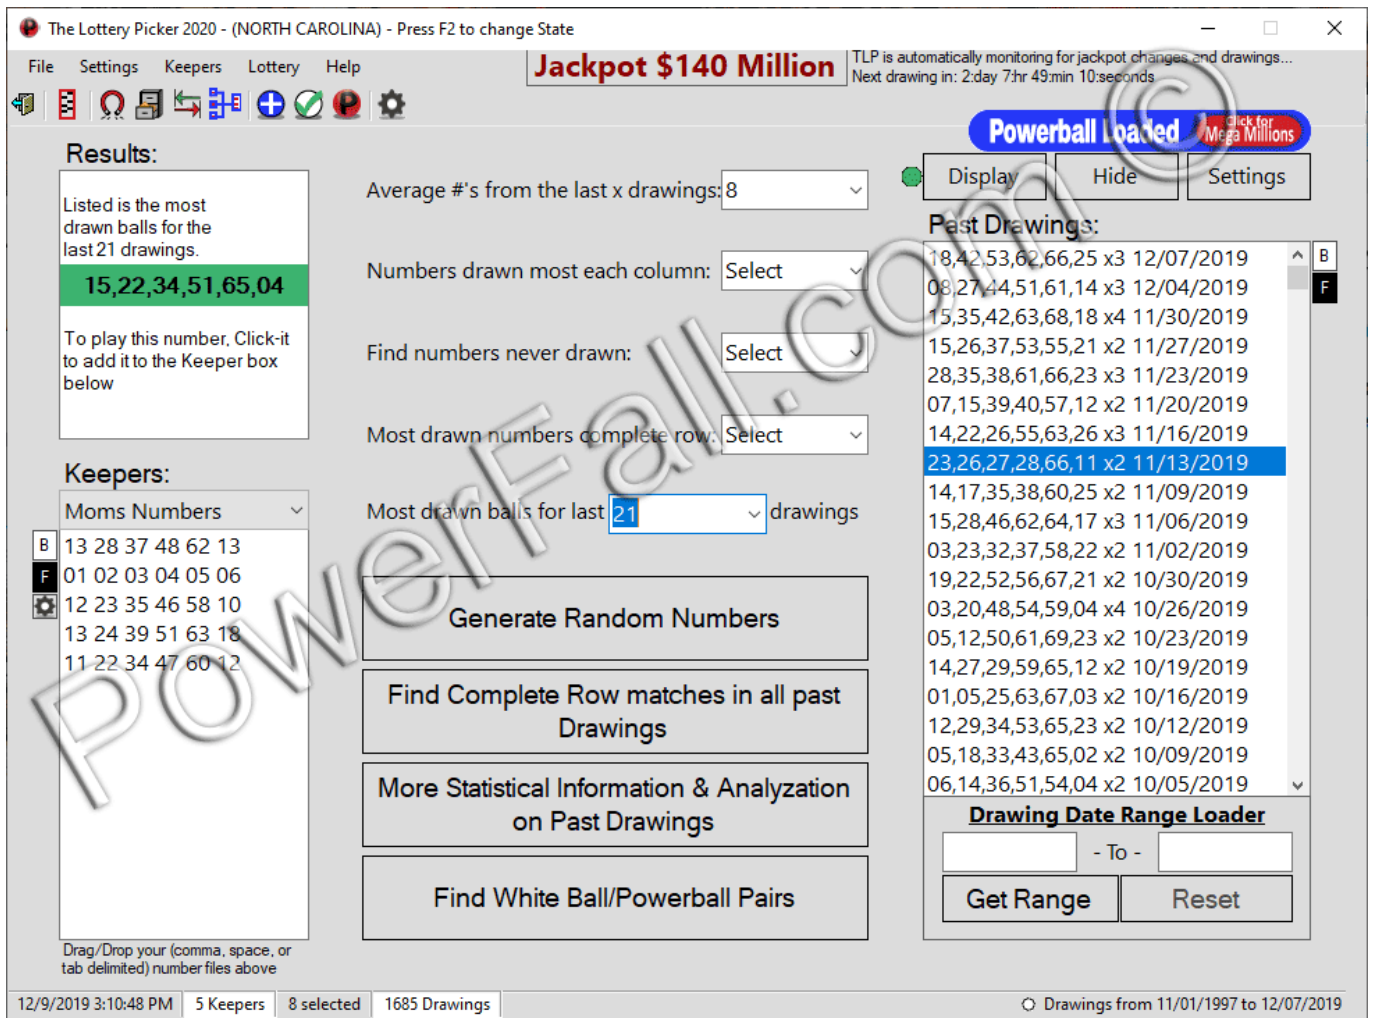 The Lottery Picker 2020 - (NORTH CAROLINA) - Press F2 to change State
File Settings Keepers Lottery Help
Jackpot $140 Million
TLP is automatically monitoring for jackpot changes and drawings...
Next drawing in: 2:day 7:hr 49:min 10:seconds
Powerball Loaded
Click for
Mega Millions
Results:
Listed is the most
drawn balls for the
last 21 drawings.
15,22,34,51,65,04
To play this number, Click-it
to add it to the Keeper box
below
Keepers:
Moms Numbers
B
F
13 28 37 48 62 13
01 02 03 04 05 06
12 23 35 46 58 10
13 24 39 51 63 18
11 22 34 47 60 12
Drag/Drop your (comma, space, or
tab delimited) number files above
Average #'s from the last x drawings: 8
Numbers drawn most each column: Select
Find numbers never drawn: Select
Most drawn numbers complete row: Select
Most drawn balls for last 21 drawings
Generate Random Numbers
Find Complete Row matches in all past
Drawings
More Statistical Information & Analyzation
on Past Drawings
Find White Ball/Powerball Pairs
Display Hide Settings
Past Drawings:
18,42,53,62,66,25 x3 12/07/2019
08,27,44,51,61,14 x3 12/04/2019
15,35,42,63,68,18 x4 11/30/2019
15,26,37,53,55,21 x2 11/27/2019
28,35,38,61,66,23 x3 11/23/2019
07,15,39,40,57,12 x2 11/20/2019
14,22,26,55,63,26 x3 11/16/2019
23,26,27,28,66,11 x2 11/13/2019
14,17,35,38,60,25 x2 11/09/2019
15,28,46,62,64,17 x3 11/06/2019
03,23,32,37,58,22 x2 11/02/2019
19,22,52,56,67,21 x2 10/30/2019
03,20,48,54,59,04 x4 10/26/2019
05,12,50,61,69,23 x2 10/23/2019
14,27,29,59,65,12 x2 10/19/2019
01,05,25,63,67,03 x2 10/16/2019
12,29,34,53,65,23 x2 10/12/2019
05,18,33,43,65,02 x2 10/09/2019
06,14,36,51,54,04 x2 10/05/2019
B
F
Drawing Date Range Loader
- To -
Get Range Reset
12/9/2019 3:10:48 PM 5 Keepers 8 selected 1685 Drawings
Drawings from 11/01/1997 to 12/07/2019
PowerFall.com ©